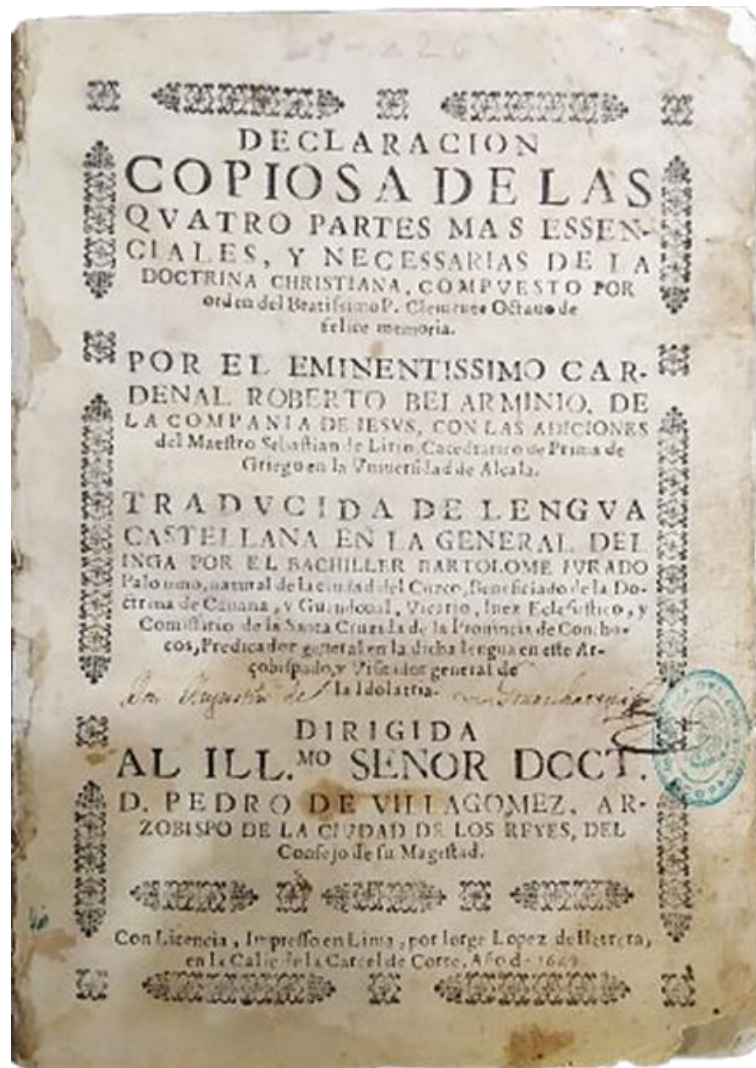 29-226
DECLARACION
COPIOSA DE LAS
QVATRO PARTES MAS ESSEN-
CIALES, Y NECESSARIAS DE LA
DOCTRINA CHRISTIANA, COMPVESTO POR
orden del Beatissimo P. Clemente Octauo de
felice memoria.
POR EL EMINENTISSIMO CAR-
DENAL ROBERTO BELARMINIO, DE
LA COMPANIA DE IESVS, CON LAS ADICIONES
del Maestro Sebastian de Lirio, Catedratico de Prima de
Griego en la Vniuersidad de Alcala.
TRADVCIDA DE LENGVA
CASTELLANA EN LA GENERAL DEL
INGA POR EL BACHILLER BARTOLOME IVRADO
Palomino, natural de la ciudad del Cuzco, Beneficiado de la Do-
ctrina de Cauana, y Guandoual, Vicario, Iuez Eclesiastico, y
Comissario de la Santa Cruzada de la Prouincia de Conchu-
cos, Predicador general en la dicha lengua en este Ar-
çobispado, y Visitador general de
la Idolatria.
DIRIGIDA
AL ILL.MO SEÑOR DOCT.
D. PEDRO DE VILLAGOMEZ, AR-
ZOBISPO DE LA CIVDAD DE LOS REYES, DEL
Consejo de su Magestad.
Con Licencia, Impresso en Lima, por Iorge Lopez de Herrera,
en la Calle de la Carcel de Corte, Año de 1649